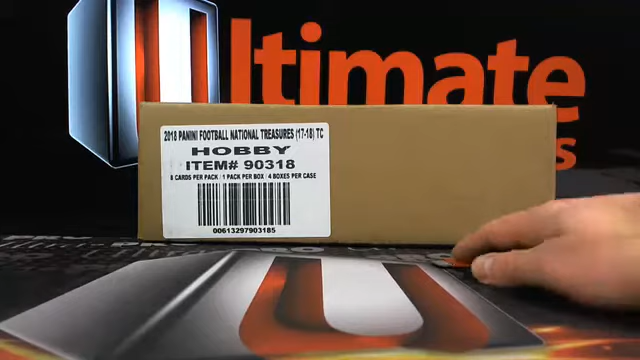 Ultimate
2018 PANINI FOOTBALL NATIONAL TREASURES (17-18) TC
HOBBY
ITEM# 90318
8 CARDS PER PACK / 1 PACK PER BOX / 4 BOXES PER CASE
00613297903185